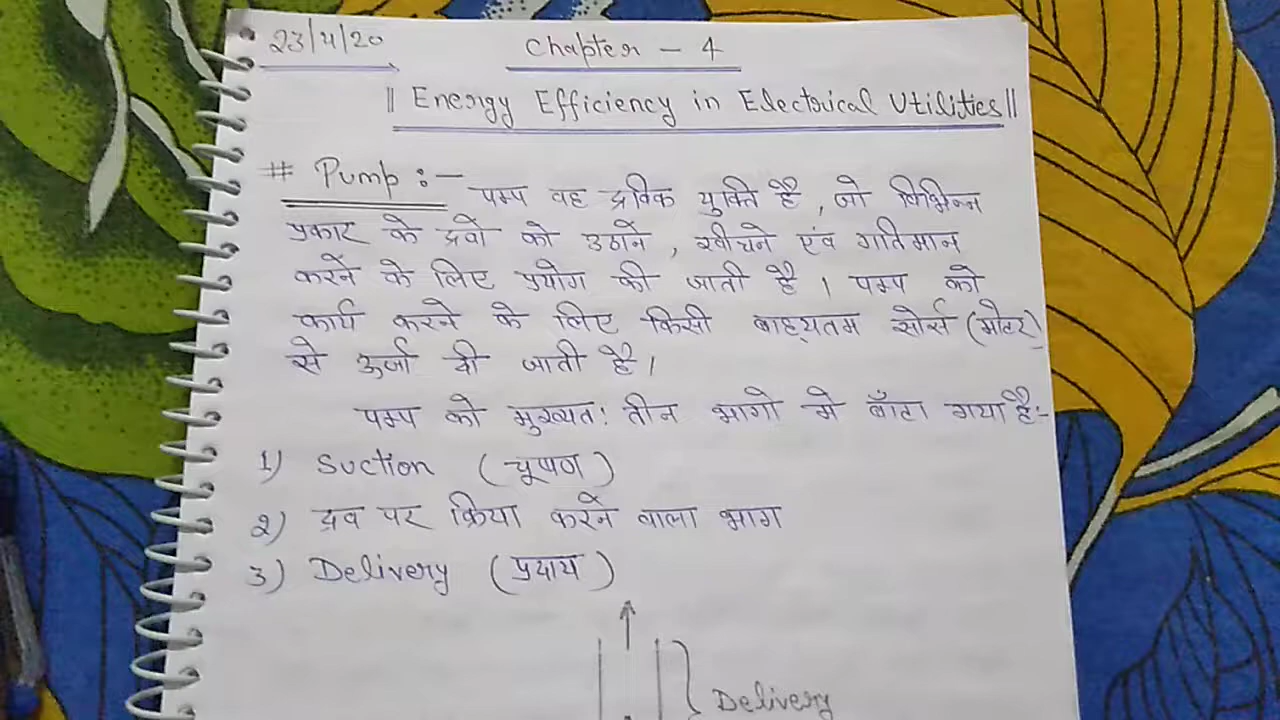 23/4/20
Chapter - 4
|| Energy Efficiency in Electrical Utilities ||
# Pump :- पम्प वह द्रविक युक्ति है, जो विभिन्न
प्रकार के द्रवो को उठाने, खीचने एंव गतिमान
करने के लिए प्रयोग की जाती है। पम्प को
कार्य करने के लिए किसी बाह्यतम सोर्स (मोटर)
से ऊर्जा दी जाती है।
पम्प को मुख्यत: तीन भागो मे बाँटा गया है:-
1) Suction (चूषण)
2) द्रव पर क्रिया करने वाला भाग
3) Delivery (प्रदाय)
Delivery